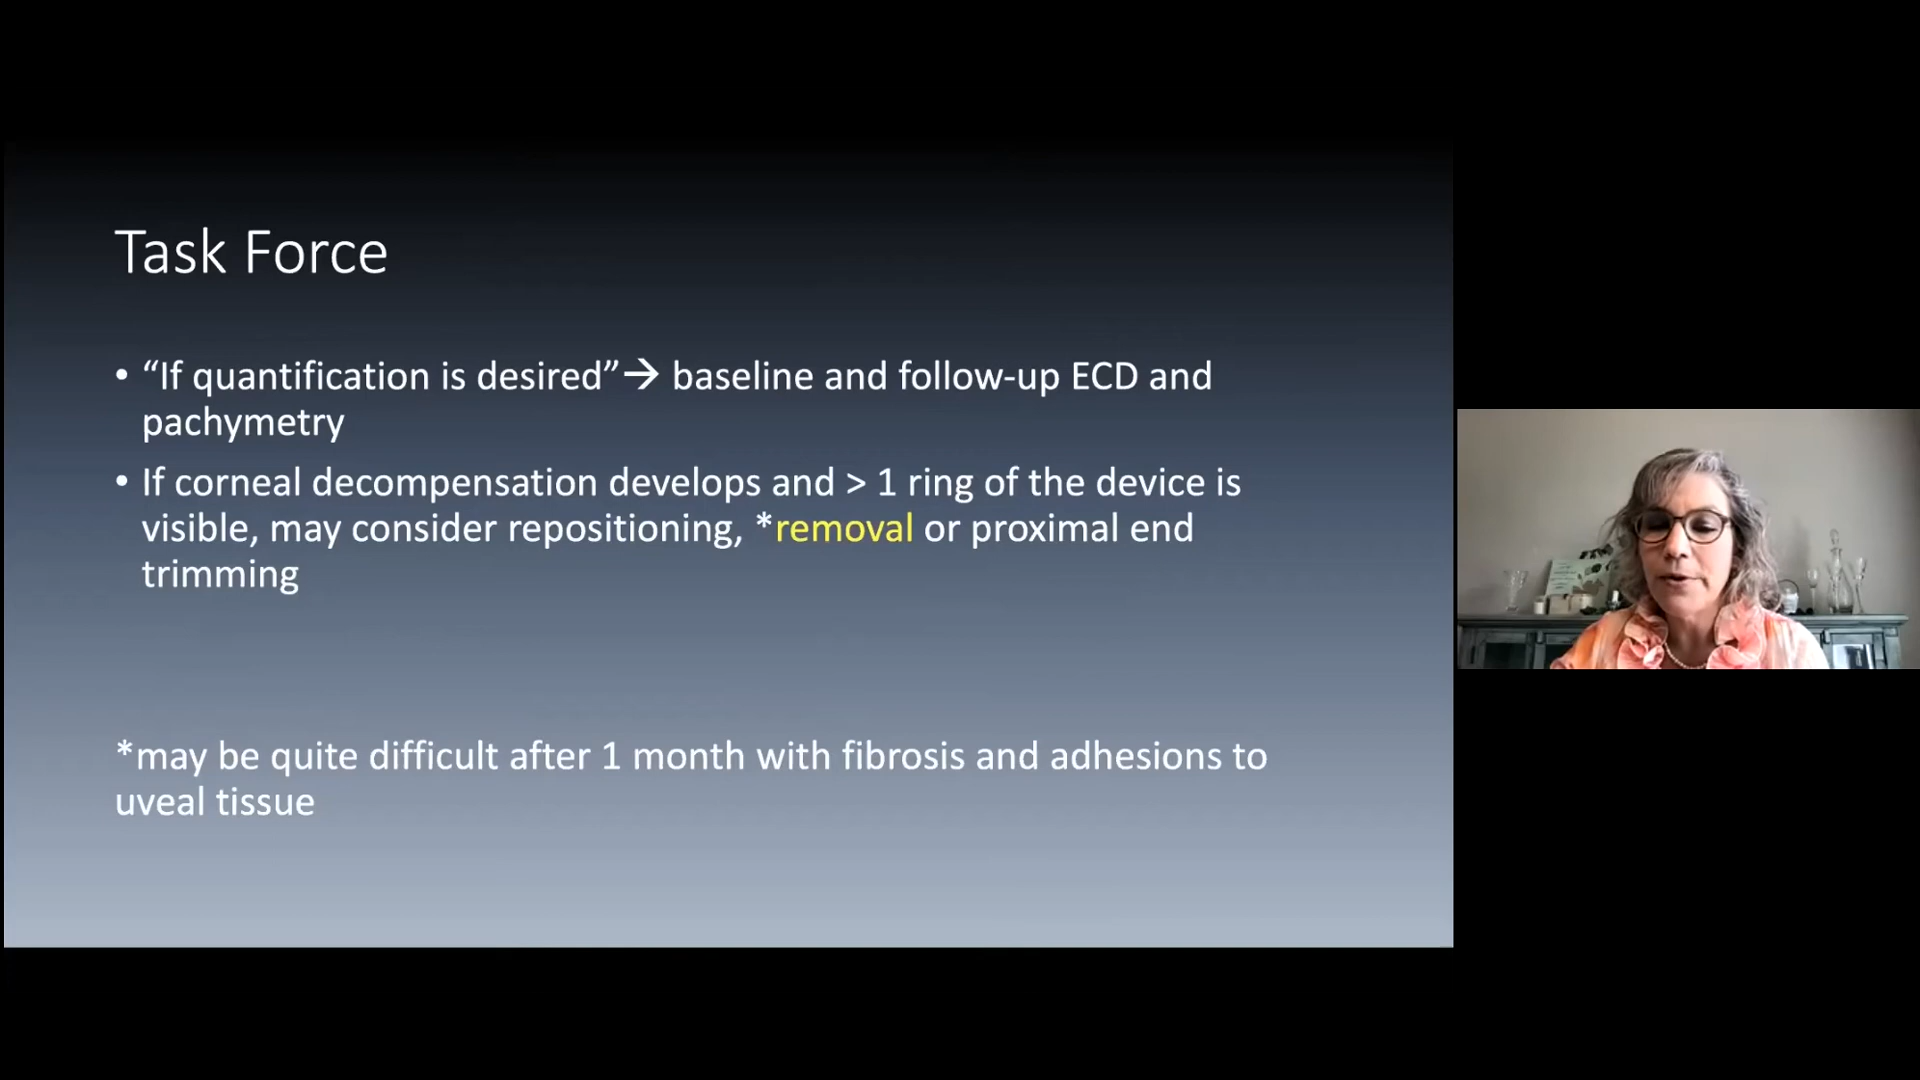 Task Force
• “If quantification is desired”→ baseline and follow-up ECD and
pachymetry
• If corneal decompensation develops and > 1 ring of the device is
visible, may consider repositioning, *removal or proximal end
trimming
*may be quite difficult after 1 month with fibrosis and adhesions to
uveal tissue